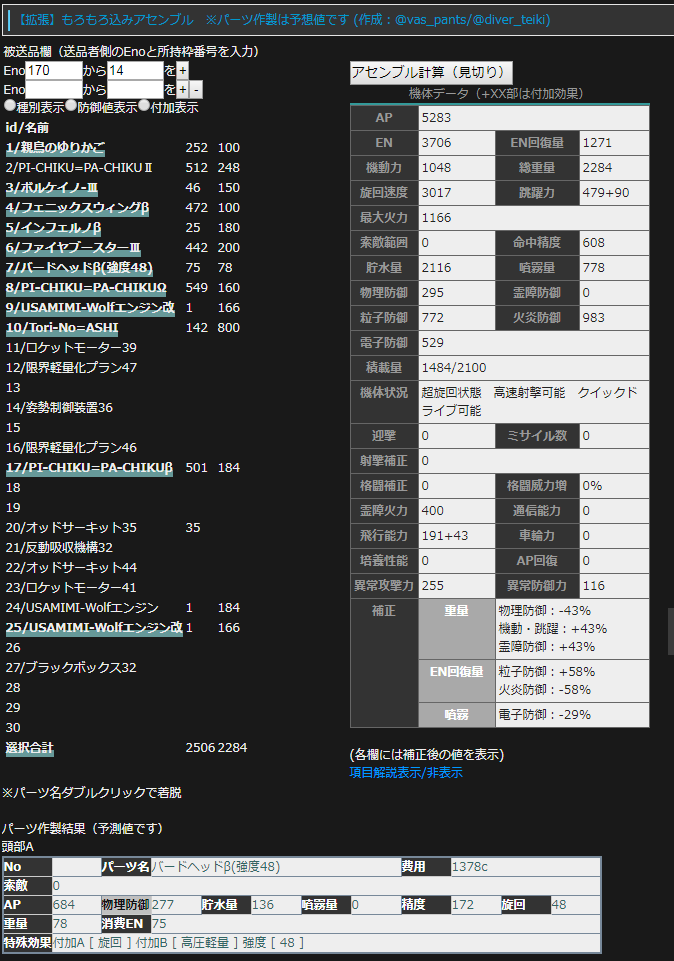 【拡張】もろもろ込みアセンブル　※パーツ作製は予想値です (作成：@vas_pants/@diver_teiki)
被送品欄（送品者側のEnoと所持枠番号を入力）
Eno 170 から 14 を +
Eno から を + -
種別表示 防御値表示 付加表示
id/名前
1/親鳥のゆりかご 252 100
2/PI-CHIKU=PA-CHIKUⅡ 512 248
3/ボルケイノ-Ⅲ 46 150
4/フェニックスウィングβ 472 100
5/インフェルノβ 25 180
6/ファイヤブースターⅢ 442 200
7/バードヘッドβ(強度48) 75 78
8/PI-CHIKU=PA-CHIKUΩ 549 160
9/USAMIMI-Wolfエンジン改 1 166
10/Tori-No=ASHI 142 800
11/ロケットモーター39
12/限界軽量化プラン47
13
14/姿勢制御装置36
15
16/限界軽量化プラン46
17/PI-CHIKU=PA-CHIKUβ 501 184
18
19
20/オッドサーキット35 35
21/反動吸収機構32
22/オッドサーキット44
23/ロケットモーター41
24/USAMIMI-Wolfエンジン 1 184
25/USAMIMI-Wolfエンジン改 1 166
26
27/ブラックボックス32
28
29
30
選択合計 2506 2284
※パーツ名ダブルクリックで着脱
アセンブル計算（見切り）
機体データ（+XX部は付加効果）
AP 5283
EN 3706 EN回復量 1271
機動力 1048 総重量 2284
旋回速度 3017 跳躍力 479+90
最大火力 1166
索敵範囲 0 命中精度 608
貯水量 2116 噴霧量 778
物理防御 295 霊障防御 0
粒子防御 772 火炎防御 983
電子防御 529
積載量 1484/2100
機体状況 超旋回状態　高速射撃可能　クイックド
ライブ可能
迎撃 0 ミサイル数 0
射撃補正 0
格闘補正 0 格闘威力増 0%
霊障火力 400 通信能力 0
飛行能力 191+43 車輪力 0
培養性能 0 AP回復 0
異常攻撃力 255 異常防御力 116
補正 重量 物理防御：-43%
機動・跳躍：+43%
霊障防御：+43%
EN回復量 粒子防御：+58%
火炎防御：-58%
噴霧 電子防御：-29%
(各欄には補正後の値を表示)
項目解説表示/非表示
パーツ作製結果（予測値です）
頭部A
No パーツ名 バードヘッドβ(強度48) 費用 1378c
索敵 0
AP 684 物理防御 277 貯水量 136 噴霧量 0 精度 172 旋回 48
重量 78 消費EN 75
特殊効果 付加A [ 旋回 ] 付加B [ 高圧軽量 ] 強度 [ 48 ]